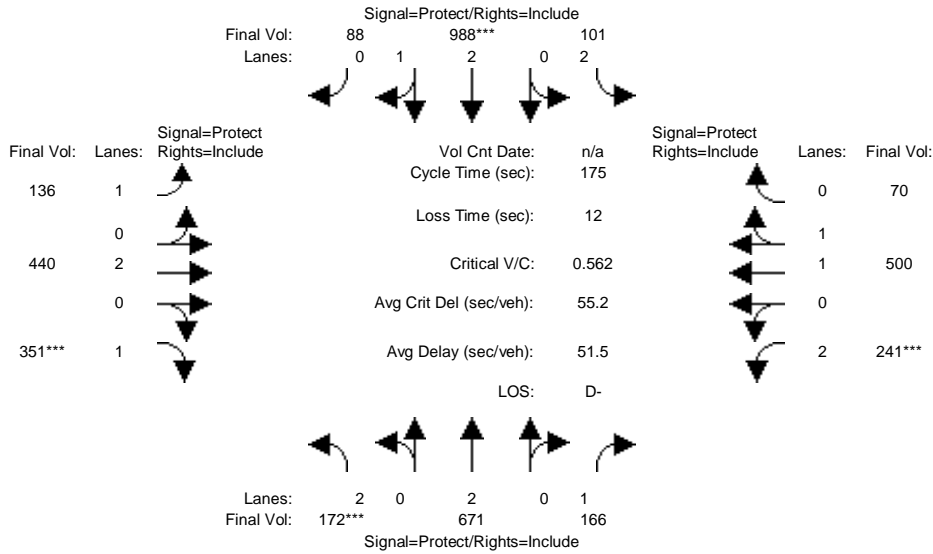 Signal=Protect/Rights=Include
Final Vol: 88 988*** 101
Lanes: 0 1 2 0 2
Signal=Protect Signal=Protect
Final Vol: Lanes: Rights=Include Vol Cnt Date: n/a Rights=Include Lanes: Final Vol:
Cycle Time (sec): 175
136 1 0 70
Loss Time (sec): 12
0 1
440 2 Critical V/C: 0.562 1 500
0 Avg Crit Del (sec/veh): 55.2 0
351*** 1 Avg Delay (sec/veh): 51.5 2 241***
LOS: D-
Lanes: 2 0 2 0 1
Final Vol: 172*** 671 166
Signal=Protect/Rights=Include